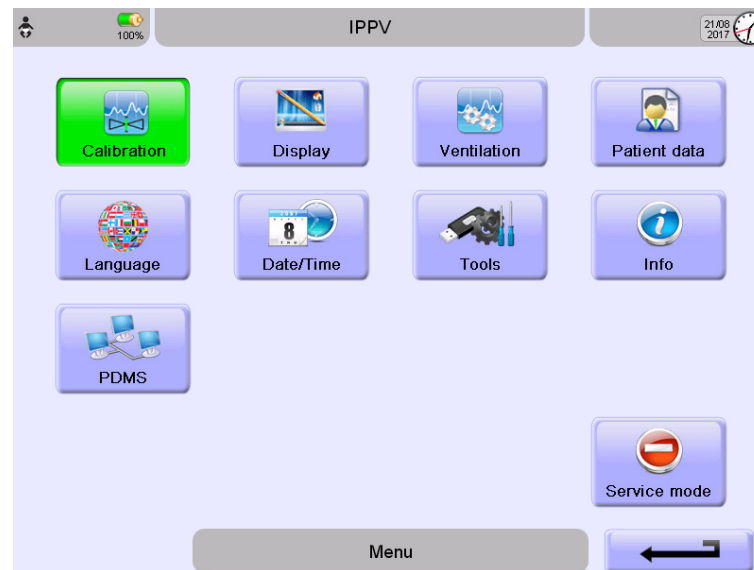 100%
IPPV
21/08
2017
Calibration
Display
Ventilation
Patient data
Language
8
Date/Time
Tools
Info
PDMS
Service mode
Menu